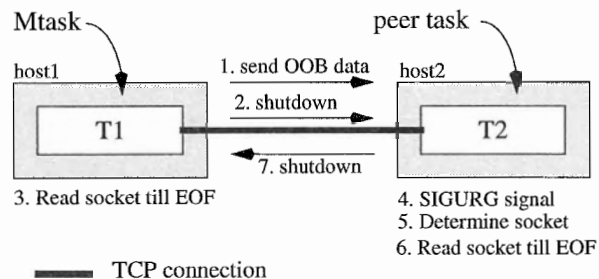 Mtask
peer task
host1
1. send OOB data
host2
2. shutdown
T1
T2
7. shutdown
3. Read socket till EOF
4. SIGURG signal
5. Determine socket
6. Read socket till EOF
TCP connection